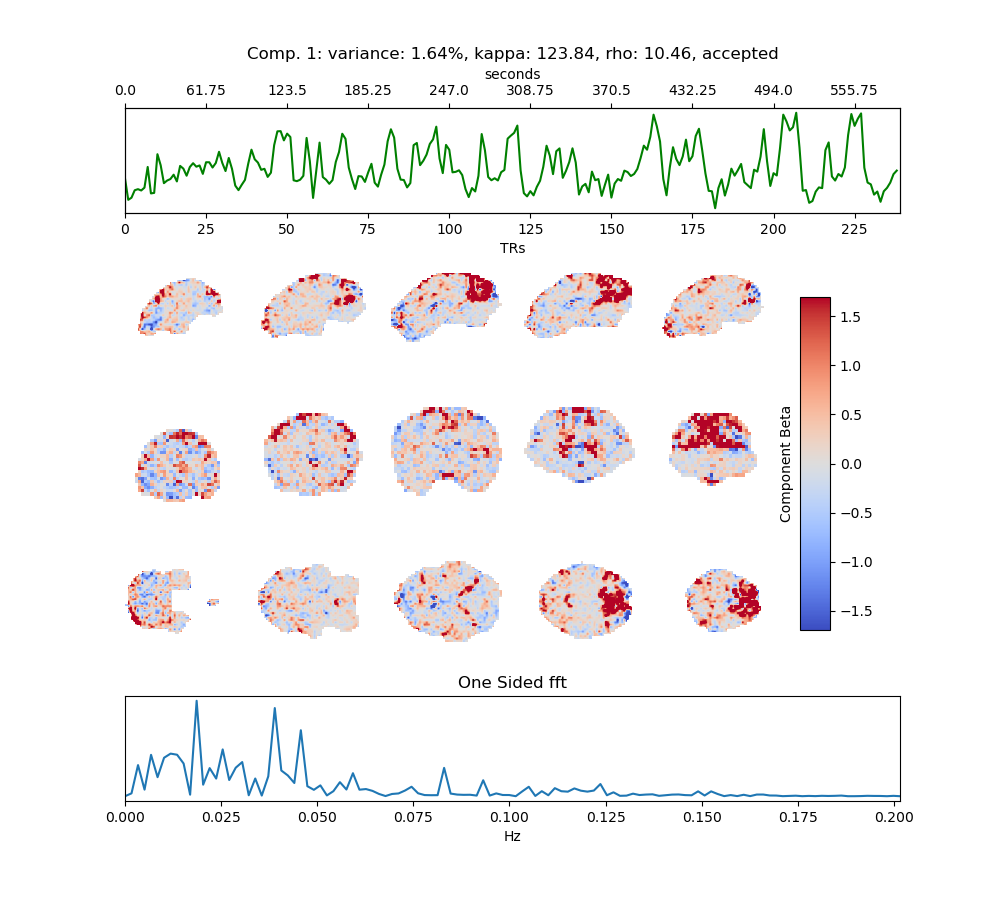 Comp. 1: variance: 1.64%, kappa: 123.84, rho: 10.46, accepted
seconds
0.0 61.75 123.5 185.25 247.0 308.75 370.5 432.25 494.0 555.75
0 25 50 75 100 125 150 175 200 225
TRs
1.5
1.0
0.5
0.0
−0.5
−1.0
−1.5
Component Beta
One Sided fft
0.000 0.025 0.050 0.075 0.100 0.125 0.150 0.175 0.200
Hz